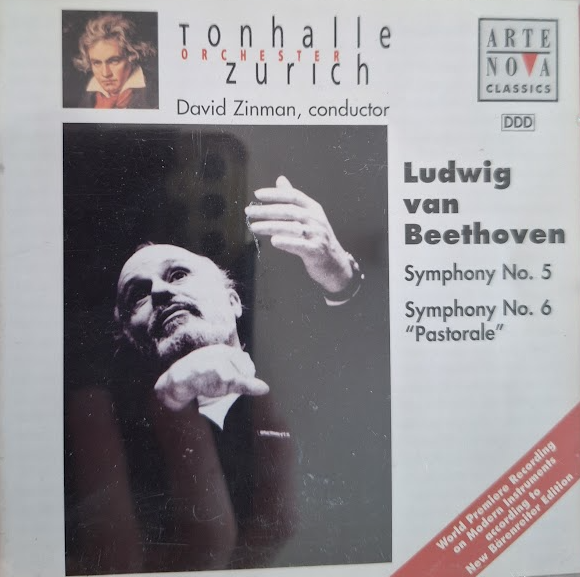 Tonhalle
ORCHESTER
Zurich
David Zinman, conductor
ARTE
NOVA
CLASSICS
DDD
Ludwig
van
Beethoven
Symphony No. 5
Symphony No. 6
"Pastorale"
World Premiere Recording
on Modern Instruments
according to
New Bärenreiter Edition